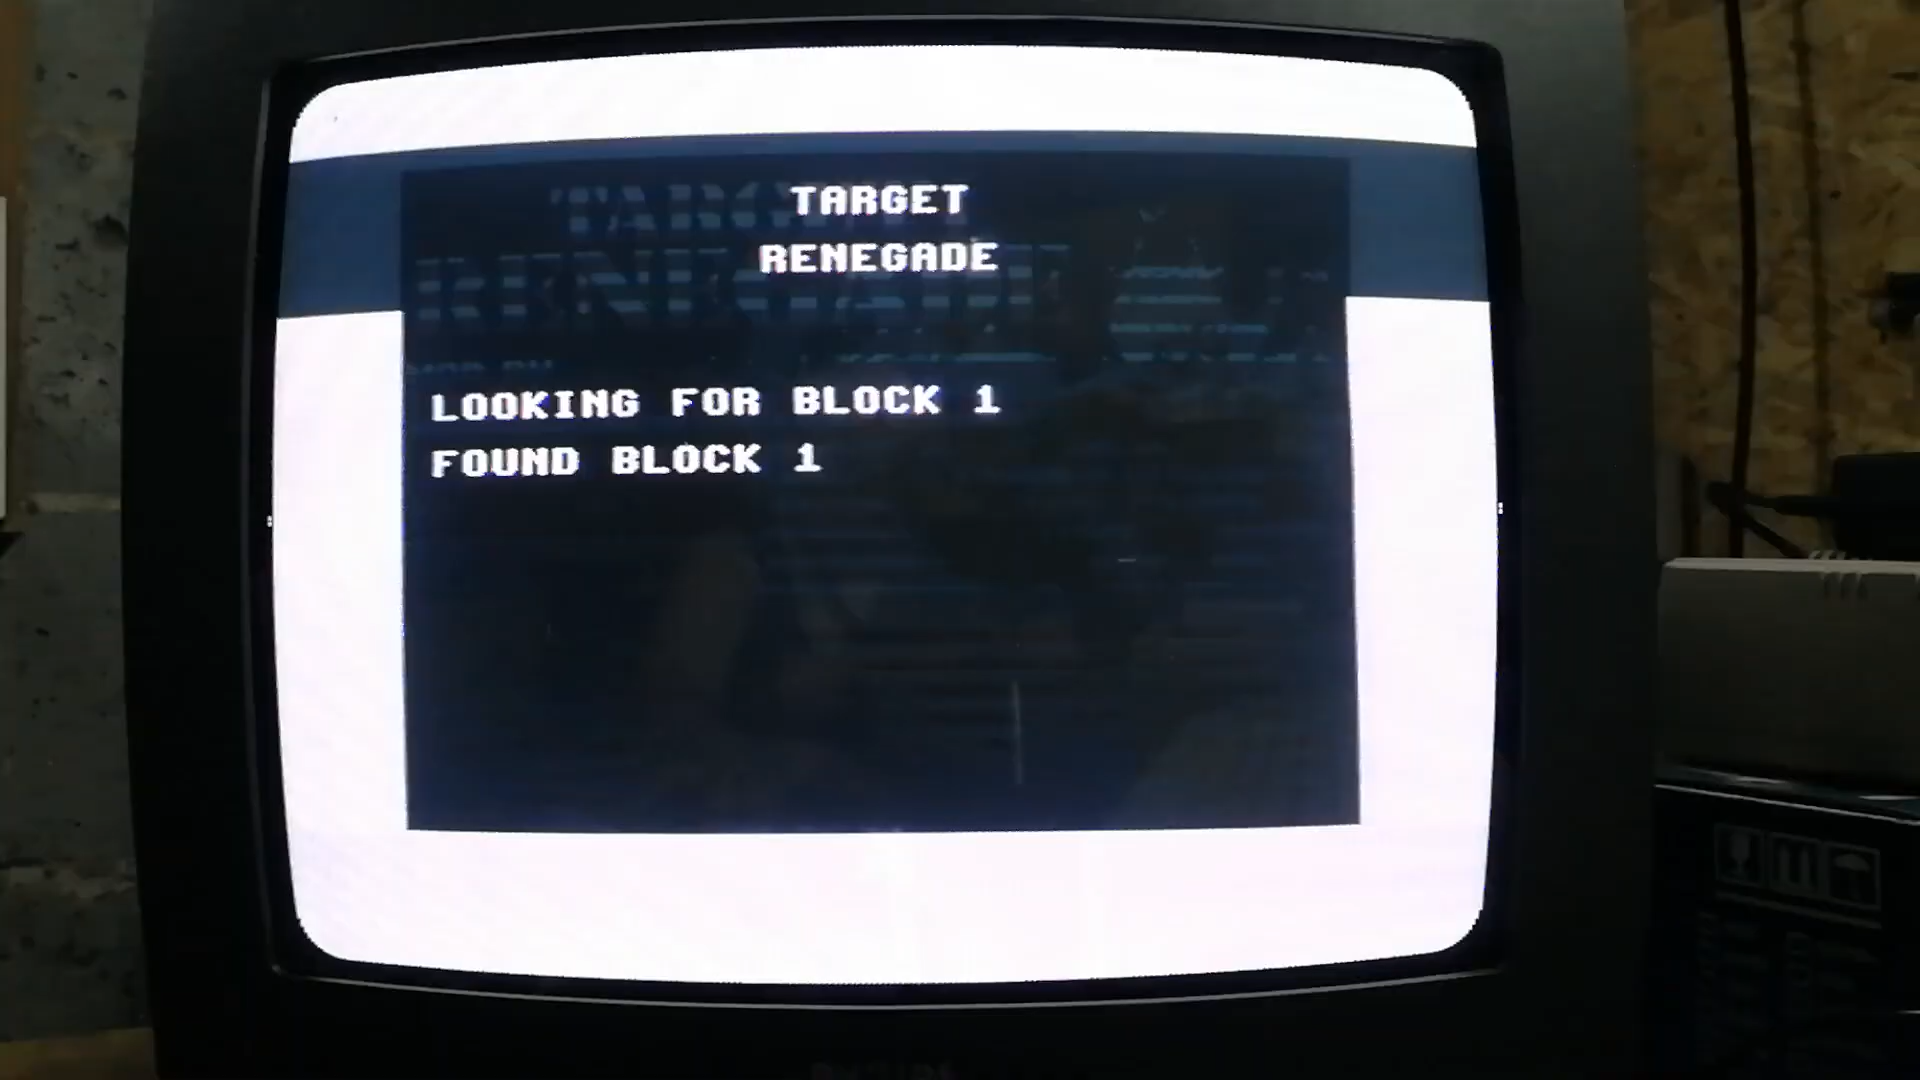 TARGET
RENEGADE
LOOKING FOR BLOCK 1
FOUND BLOCK 1